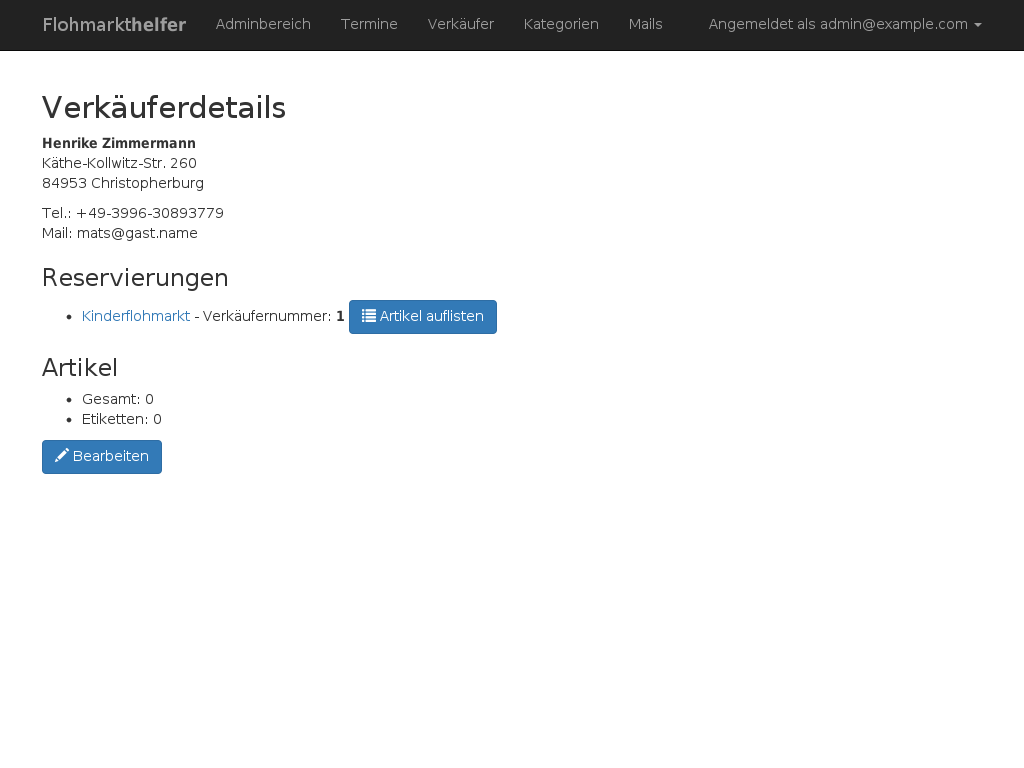 Flohmarkthelfer Adminbereich Termine Verkäufer Kategorien Mails Angemeldet als admin@example.com
Verkäuferdetails
Henrike Zimmermann
Käthe-Kollwitz-Str. 260
84953 Christopherburg
Tel.: +49-3996-30893779
Mail: mats@gast.name
Reservierungen
Kinderflohmarkt - Verkäufernummer: 1 Artikel auflisten
Artikel
Gesamt: 0
Etiketten: 0
Bearbeiten